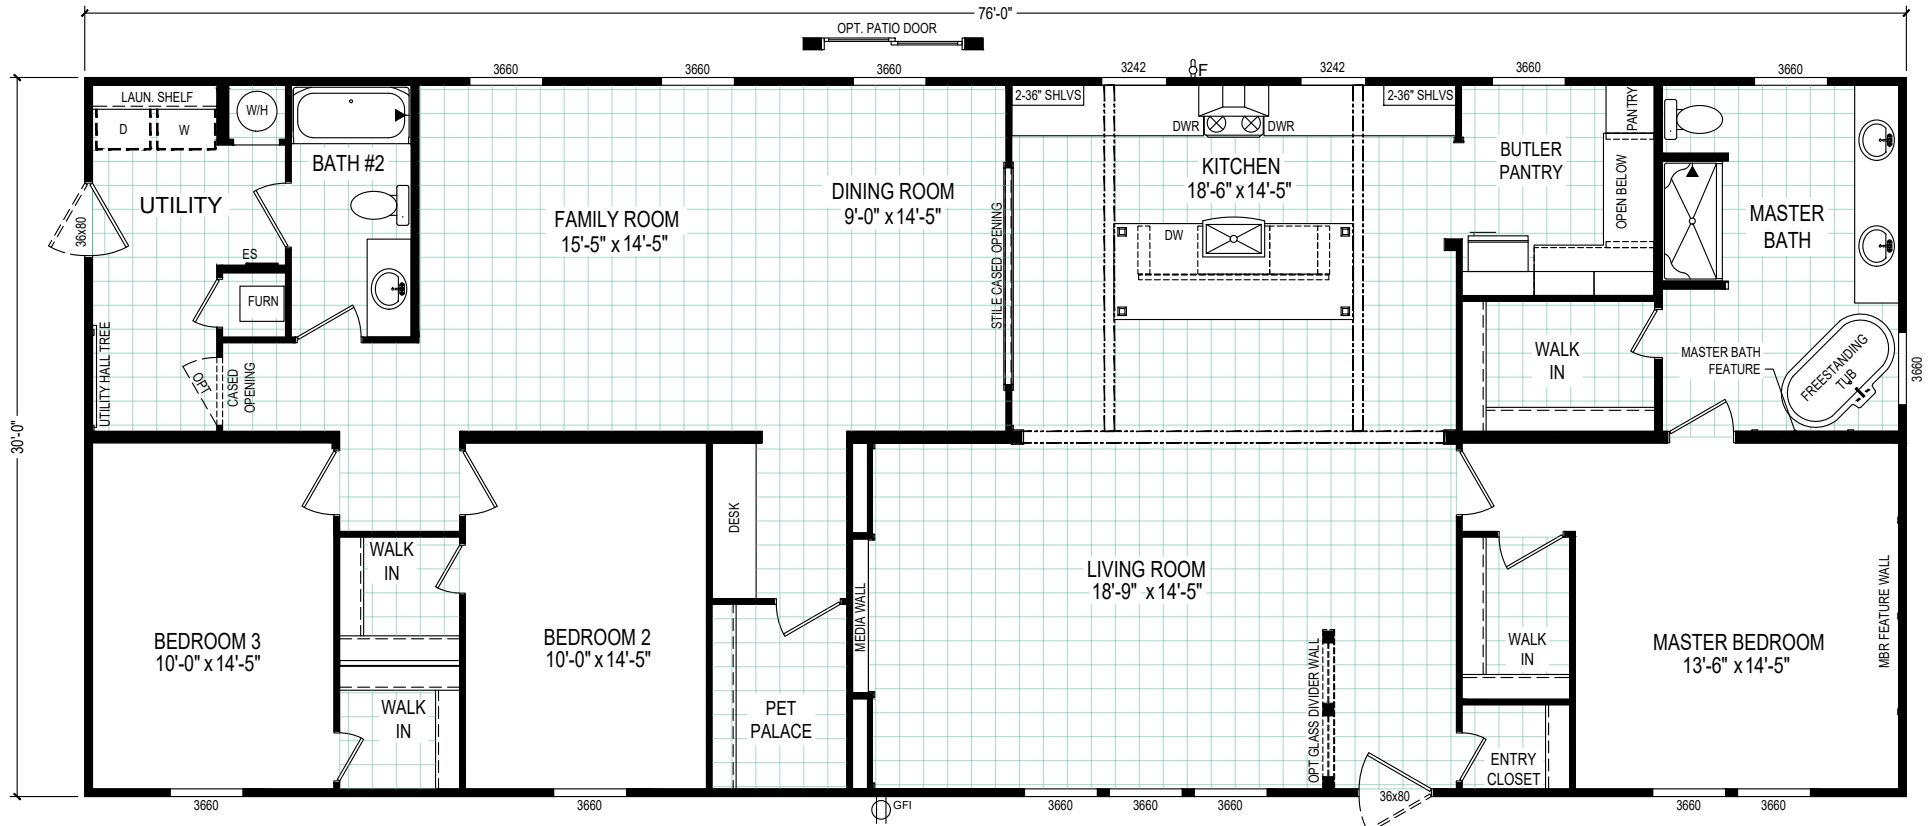 76'-0"
OPT. PATIO DOOR
3660
3660
3660
3242
F
3242
3660
3660
LAUN. SHELF
D
W
W/H
BATH #2
UTILITY
36x80
ES
FURN
UTILITY HALL TREE
OPT
CASED
OPENING
30'-0"
FAMILY ROOM
15'-5" x 14'-5"
DINING ROOM
9'-0" x 14'-5"
STILE CASED OPENING
2-36" SHLVS
2-36" SHLVS
DWR
DWR
KITCHEN
18'-6" x 14'-5"
DW
BUTLER
PANTRY
PANTRY
OPEN BELOW
MASTER
BATH
WALK
IN
MASTER BATH
FEATURE
FREESTANDING
TUB
3660
BEDROOM 3
10'-0" x 14'-5"
WALK
IN
WALK
IN
BEDROOM 2
10'-0" x 14'-5"
DESK
PET
PALACE
MEDIA WALL
LIVING ROOM
18'-9" x 14'-5"
OPT GLASS DIVIDER WALL
WALK
IN
ENTRY
CLOSET
MASTER BEDROOM
13'-6" x 14'-5"
MBR FEATURE WALL
3660
3660
GFI
3660
3660
3660
36x80
3660
3660